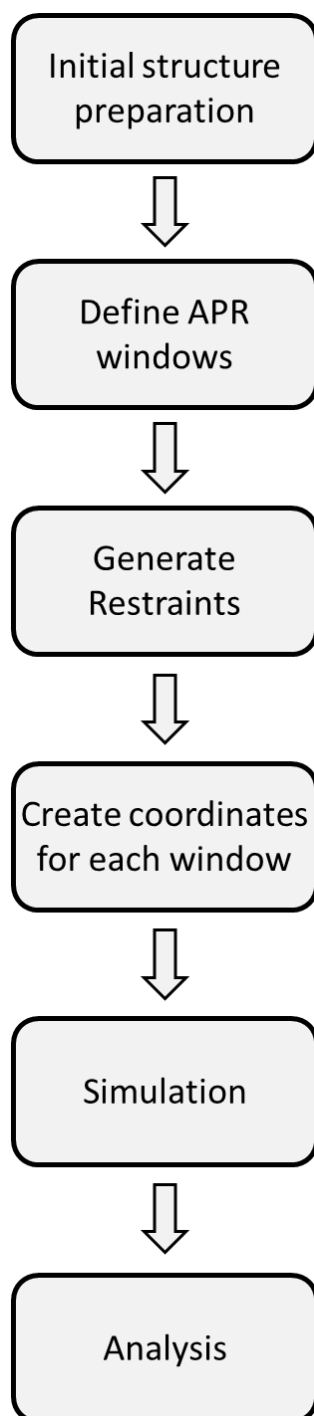 Initial structure
preparation
Define APR
windows
Generate
Restraints
Create coordinates
for each window
Simulation
Analysis